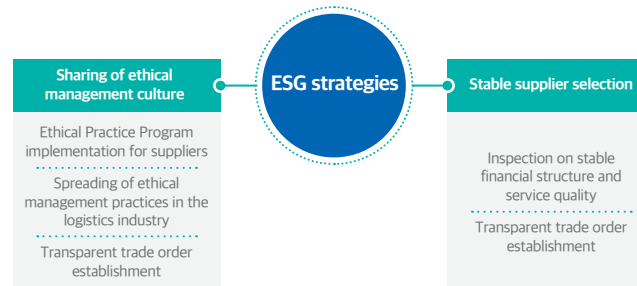 Sharing of ethical
management culture
Ethical Practice Program
implementation for suppliers
Spreading of ethical
management practices in the
logistics industry
Transparent trade order
establishment
ESG strategies
Stable supplier selection
Inspection on stable
financial structure and
service quality
Transparent trade order
establishment